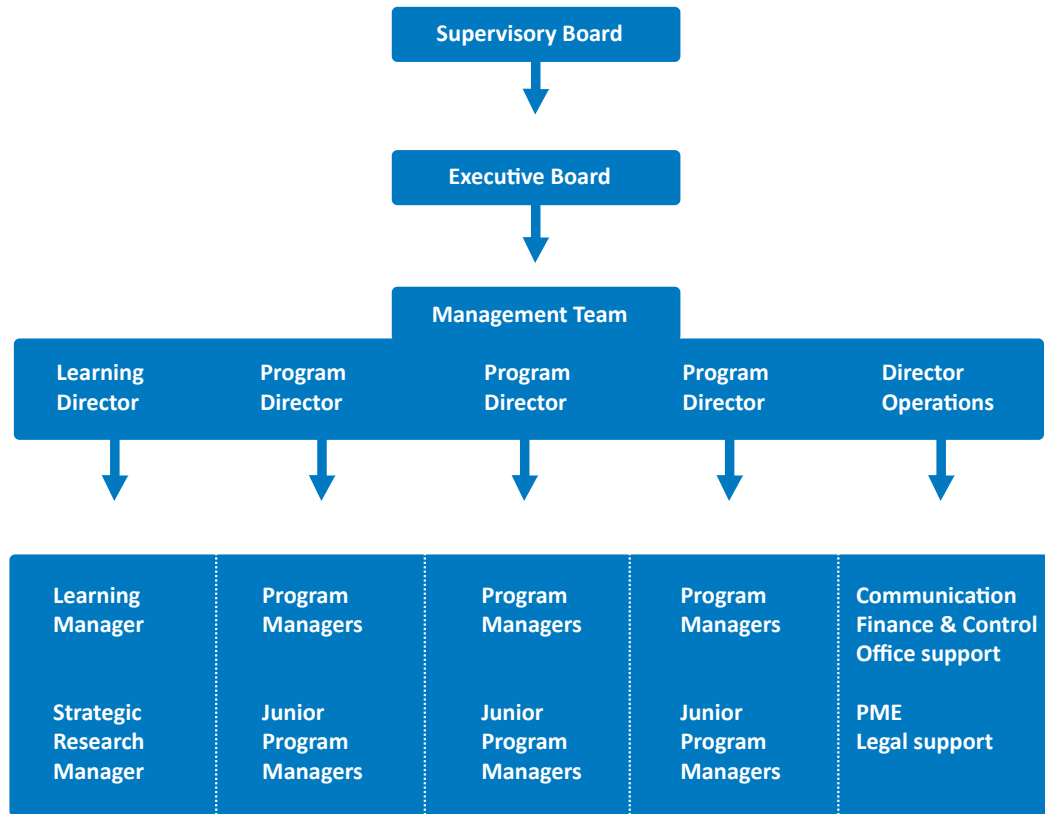 Supervisory Board
Executive Board
Management Team
Learning
Director
Program
Director
Program
Director
Program
Director
Director
Operations
Learning
Manager
Strategic
Research
Manager
Program
Managers
Junior
Program
Managers
Program
Managers
Junior
Program
Managers
Program
Managers
Junior
Program
Managers
Communication
Finance & Control
Office support
PME
Legal support